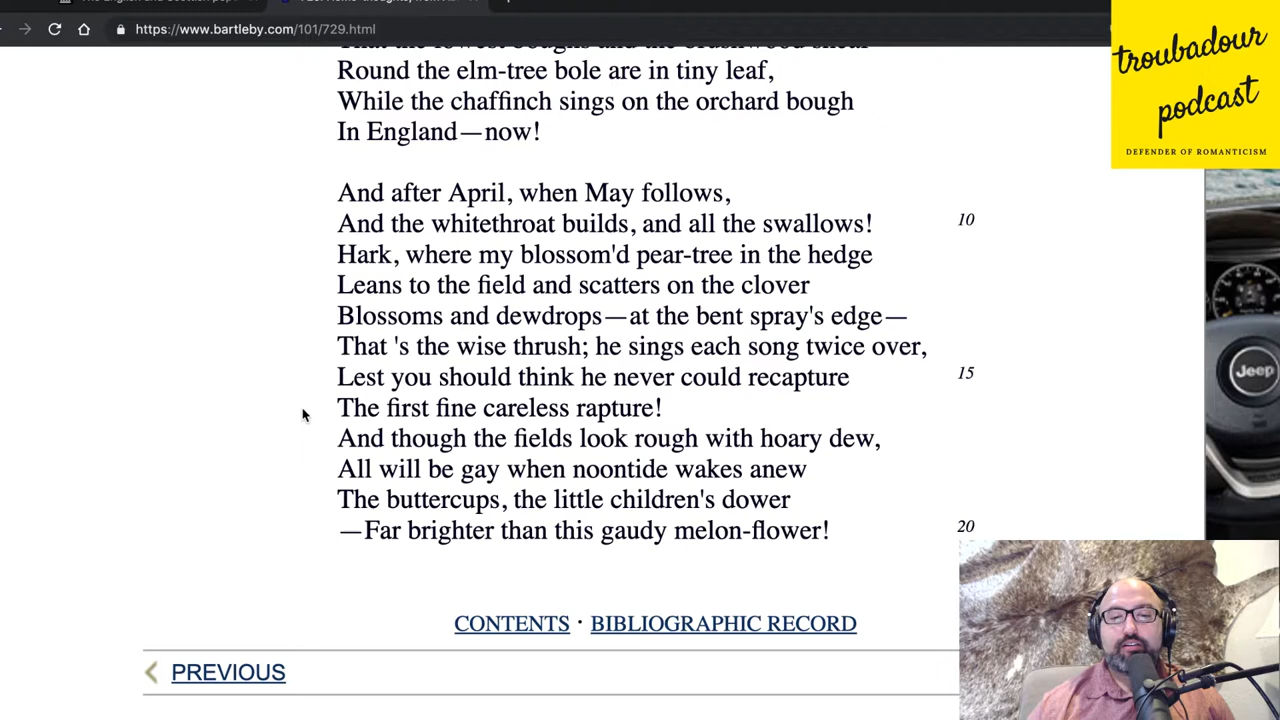 https://www.bartleby.com/101/729.html
Round the elm-tree bole are in tiny leaf,
While the chaffinch sings on the orchard bough
In England—now!
And after April, when May follows,
And the whitethroat builds, and all the swallows! 10
Hark, where my blossom'd pear-tree in the hedge
Leans to the field and scatters on the clover
Blossoms and dewdrops—at the bent spray's edge—
That 's the wise thrush; he sings each song twice over,
Lest you should think he never could recapture 15
The first fine careless rapture!
And though the fields look rough with hoary dew,
All will be gay when noontide wakes anew
The buttercups, the little children's dower
—Far brighter than this gaudy melon-flower! 20
CONTENTS · BIBLIOGRAPHIC RECORD
PREVIOUS
troubadour
podcast
DEFENDER OF ROMANTICISM
Jeep